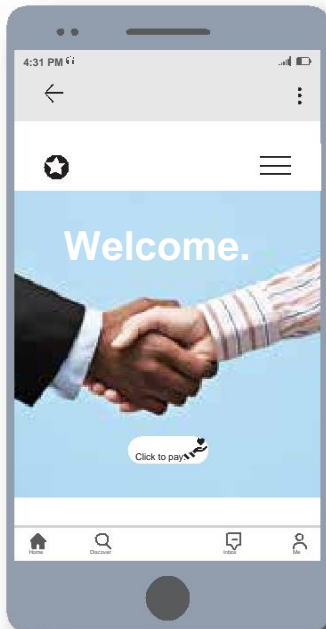 4:31 PM
Welcome.
Click to pay
Home
Discover
Inbox
Me